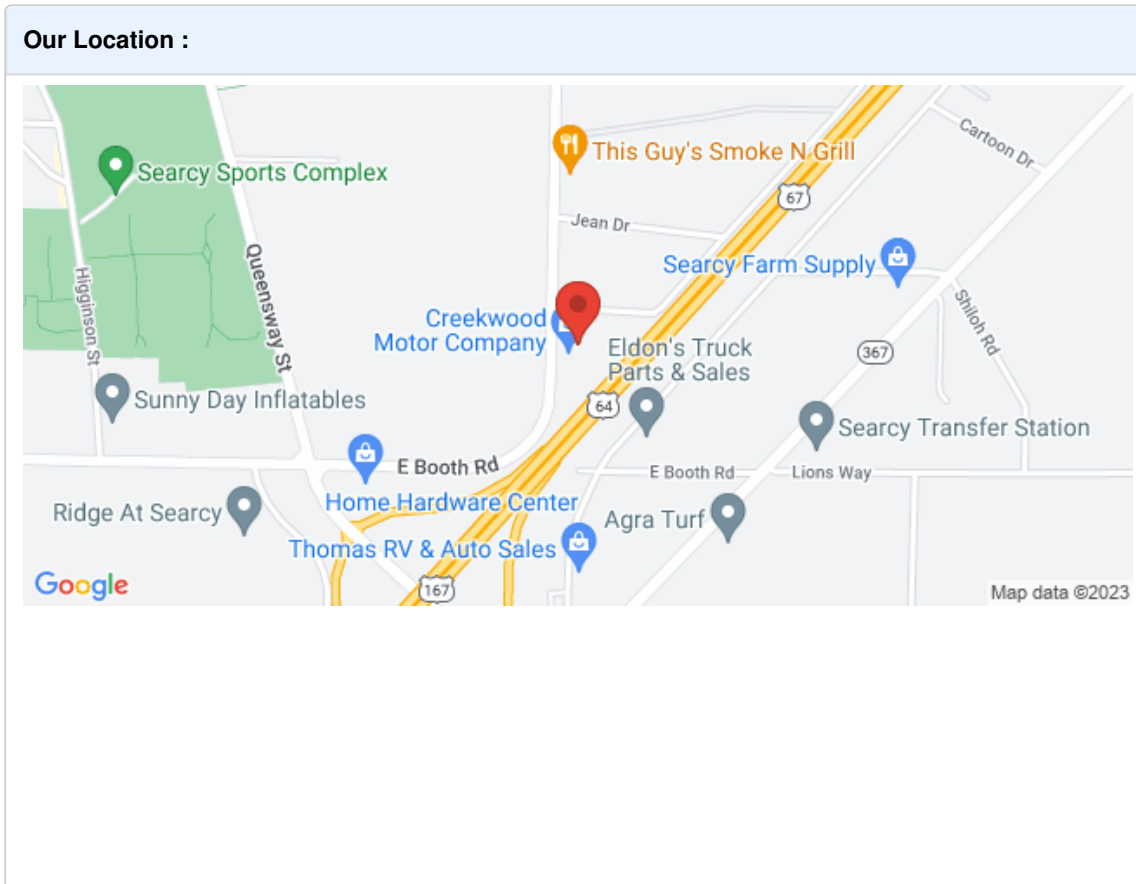 Our Location :
This Guy's Smoke N Grill
Cartoon Dr
Searcy Sports Complex
67
Jean Dr
Queensway St
Higginson St
Searcy Farm Supply
Shiloh Rd
Creekwood
Motor Company
Eldon's Truck
Parts & Sales
367
64
Sunny Day Inflatables
Searcy Transfer Station
E Booth Rd
E Booth Rd
Lions Way
Home Hardware Center
Ridge At Searcy
Agra Turf
Thomas RV & Auto Sales
167
Google
Map data ©2023